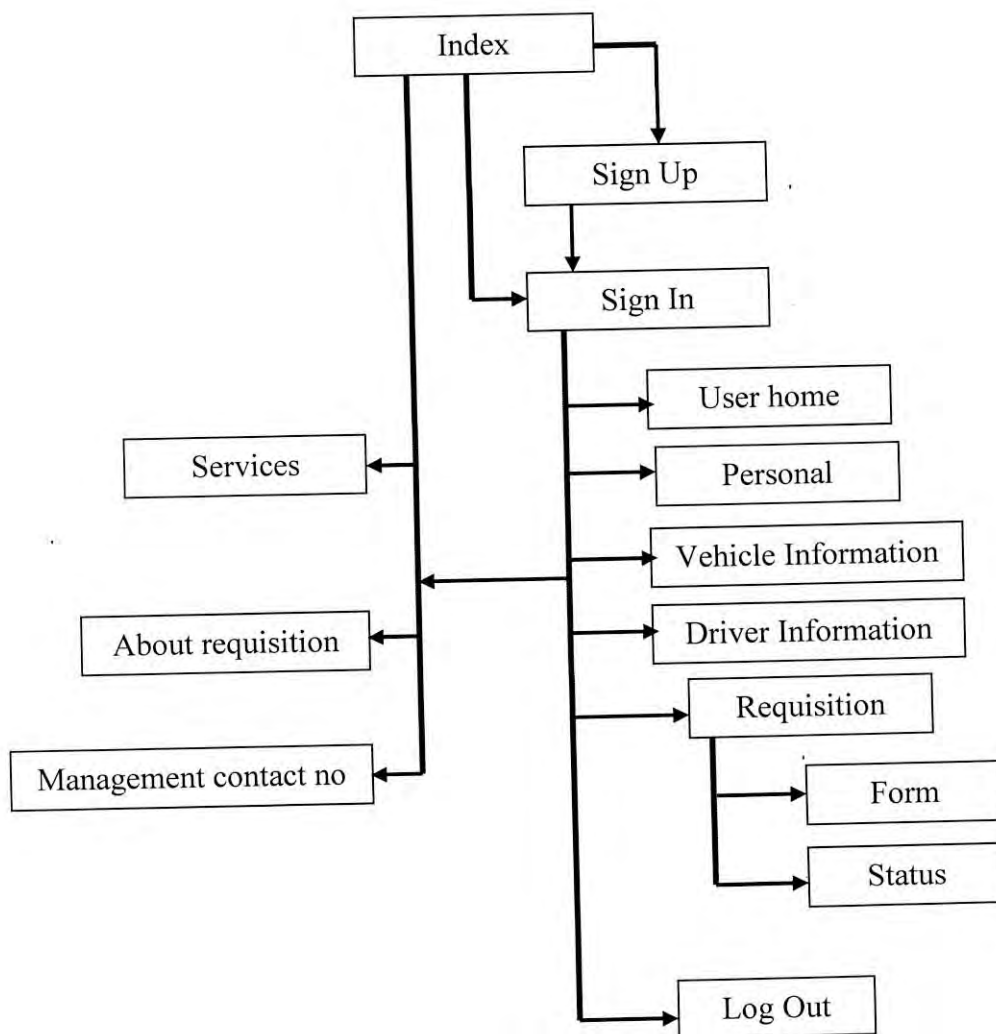 Index
Sign Up
Sign In
User home
Services
Personal
Vehicle Information
About requisition
Driver Information
Requisition
Management contact no
Form
Status
Log Out